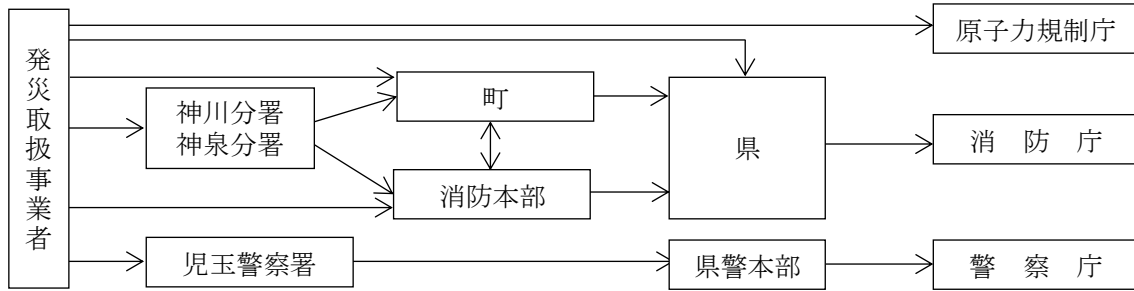 発災取扱事業者
原子力規制庁
神川分署
神泉分署
町
県
消　防　庁
消防本部
児玉警察署
県警本部
警　察　庁